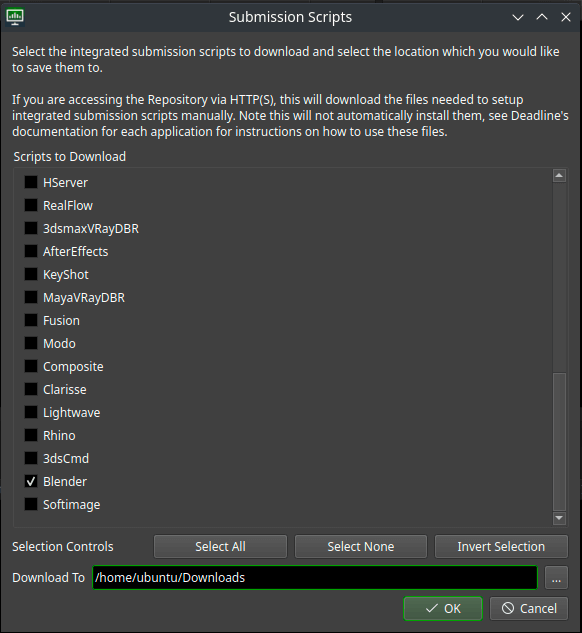 Submission Scripts
Select the integrated submission scripts to download and select the location which you would like
to save them to.
If you are accessing the Repository via HTTP(S), this will download the files needed to setup
integrated submission scripts manually. Note this will not automatically install them, see Deadline's
documentation for each application for instructions on how to use these files.
Scripts to Download
HServer
RealFlow
3dsmaxVRayDBR
AfterEffects
KeyShot
MayaVRayDBR
Fusion
Modo
Composite
Clarisse
Lightwave
Rhino
3dsCmd
Blender
Softimage
Selection Controls Select All Select None Invert Selection
Download To /home/ubuntu/Downloads ...
OK Cancel